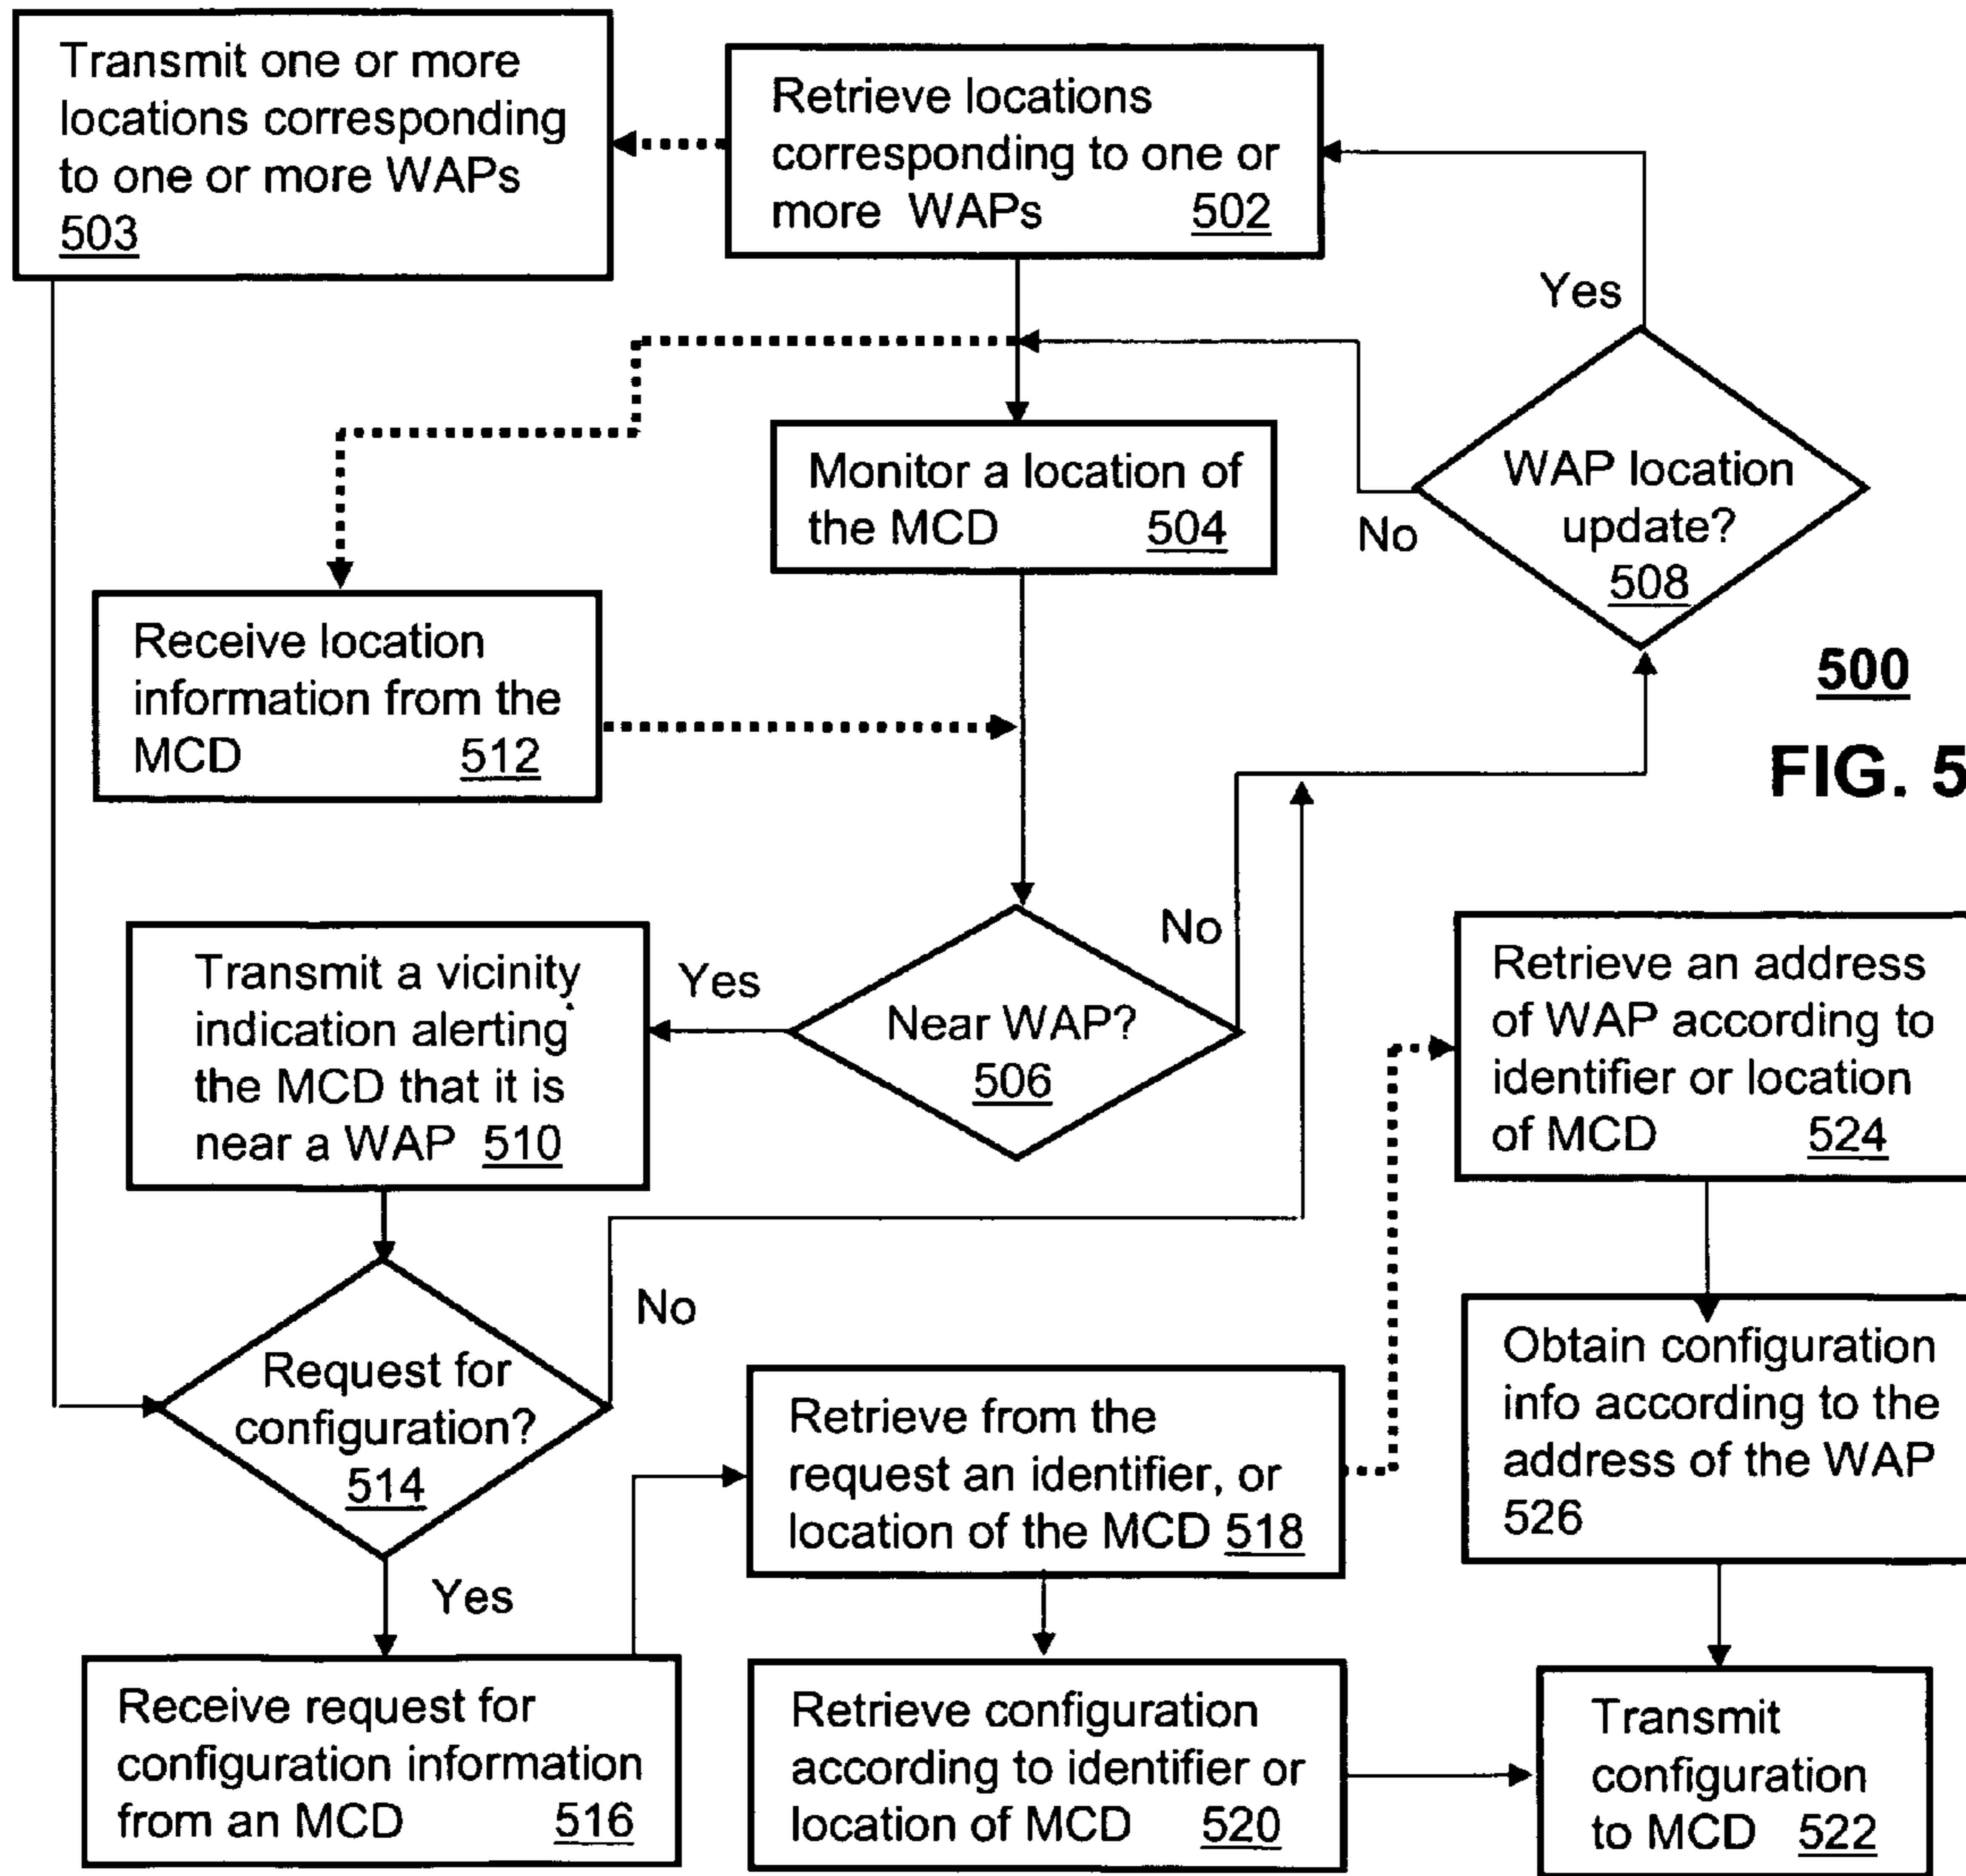 Transmit one or more
locations corresponding
to one or more WAPs
503
Retrieve locations
corresponding to one or
more WAPs 502
Yes
Monitor a location of
the MCD 504
WAP location
update?
508
No
Receive location
information from the
MCD 512
500
FIG. 5
Transmit a vicinity
indication alerting
the MCD that it is
near a WAP 510
Yes
Near WAP?
506
No
Retrieve an address
of WAP according to
identifier or location
of MCD 524
Request for
configuration?
514
No
Yes
Retrieve from the
request an identifier, or
location of the MCD 518
Obtain configuration
info according to the
address of the WAP
526
Receive request for
configuration information
from an MCD 516
Retrieve configuration
according to identifier or
location of MCD 520
Transmit
configuration
to MCD 522